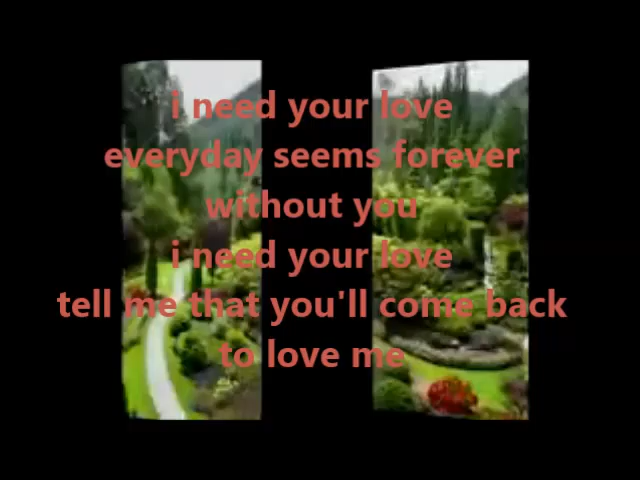 i need your love
everyday seems forever
without you
i need your love
tell me that you'll come back
to love me